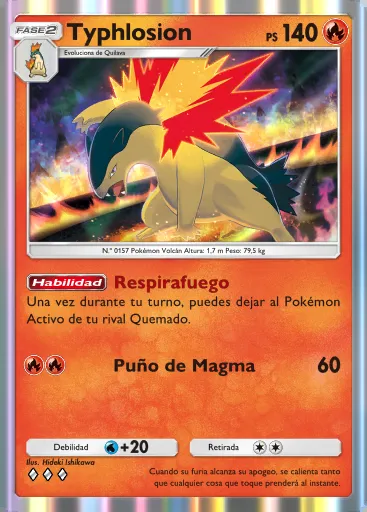 FASE 2 Typhlosion PS 140
Evoluciona de Quilava
N.º 0157 Pokémon Volcán Altura: 1,7 m Peso: 79,5 kg
Habilidad Respirafuego
Una vez durante tu turno, puedes dejar al Pokémon
Activo de tu rival Quemado.
Puño de Magma 60
Debilidad +20 Retirada
Ilus. Hideki Ishikawa
Cuando su furia alcanza su apogeo, se calienta tanto
que cualquier cosa que toque prenderá al instante.